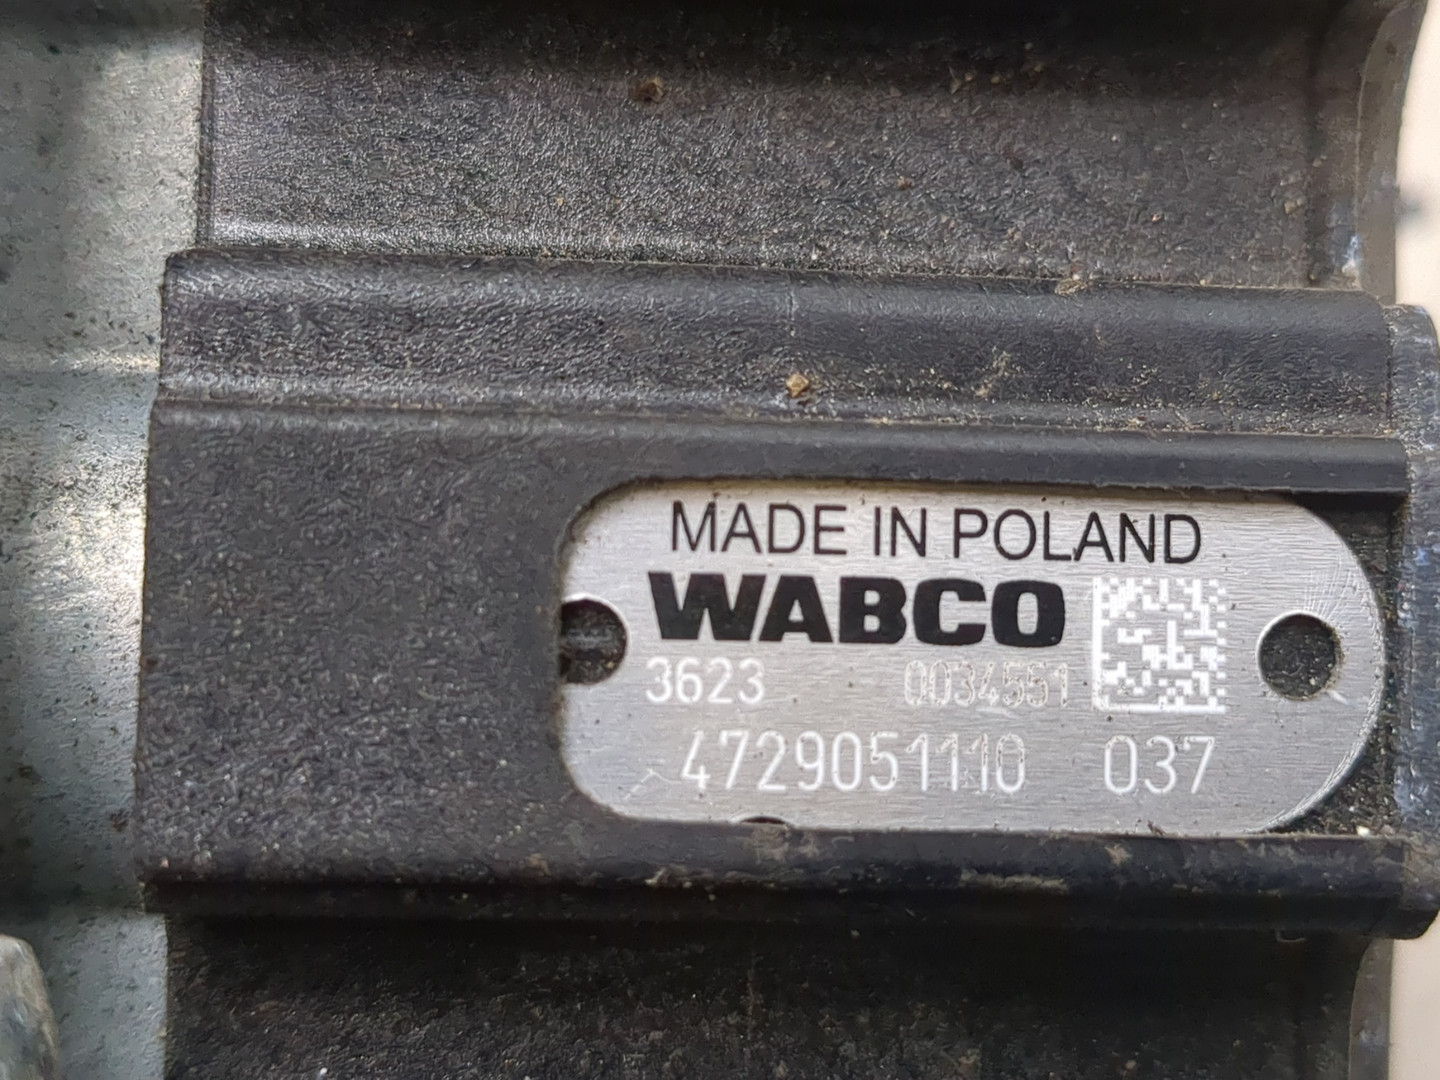 MADE IN POLAND
WABCO
3623 0034551
4729051110 037